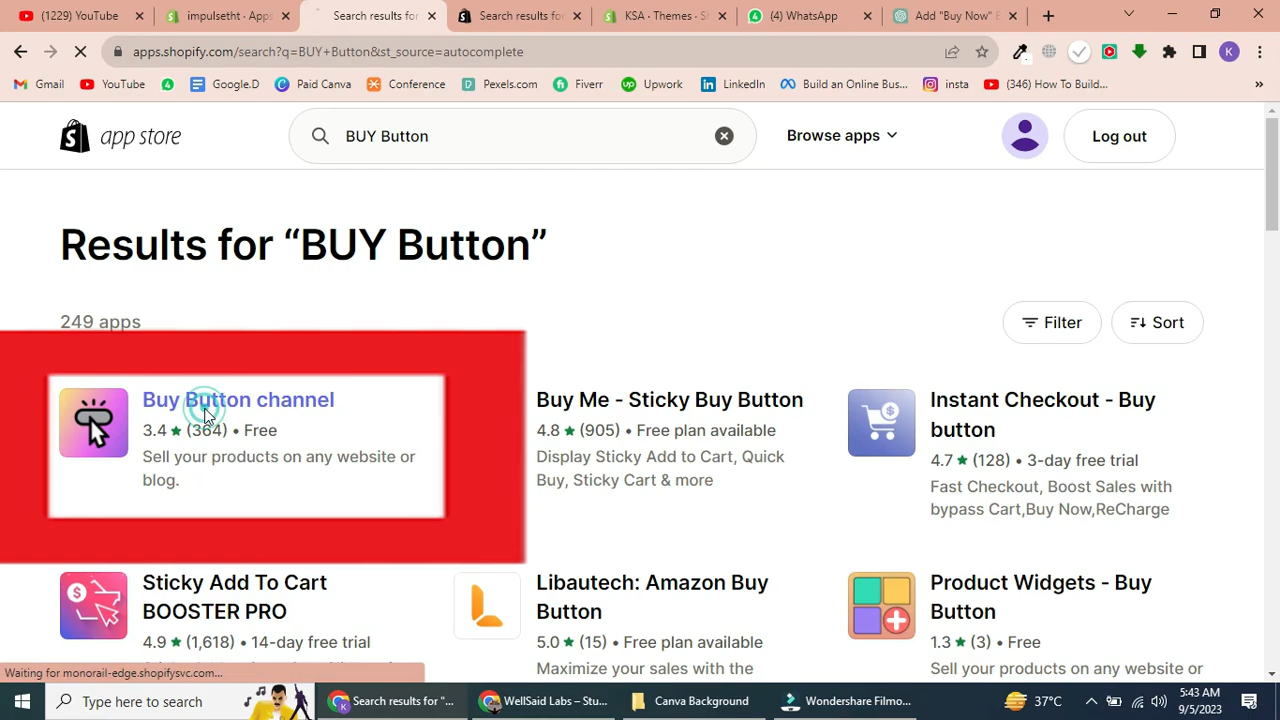 (1229) YouTube
impulsetht - Apps
Search results for
Search results for
KSA · Themes · Sh
(4) WhatsApp
Add "Buy Now" B
apps.shopify.com/search?q=BUY+Button&st_source=autocomplete
K
Gmail
YouTube
Google.D
Paid Canva
Conference
Pexels.com
Fiverr
Upwork
LinkedIn
Build an Online Bus...
insta
(346) How To Build...
app store
BUY Button
Browse apps
Log out
Results for “BUY Button”
249 apps
Filter
Sort
Buy Button channel
3.4 ★ (364) • Free
Sell your products on any website or
blog.
Buy Me - Sticky Buy Button
4.8 ★ (905) • Free plan available
Display Sticky Add to Cart, Quick
Buy, Sticky Cart & more
Instant Checkout - Buy
button
4.7 ★ (128) • 3-day free trial
Fast Checkout, Boost Sales with
bypass Cart,Buy Now,ReCharge
Sticky Add To Cart
BOOSTER PRO
4.9 ★ (1,618) • 14-day free trial
Libautech: Amazon Buy
Button
5.0 ★ (15) • Free plan available
Maximize your sales with the
Product Widgets - Buy
Button
1.3 ★ (3) • Free
Sell your products on any website or
Waiting for monorail-edge.shopifysvc.com...
Type here to search
Search results for "...
WellSaid Labs – Stu...
Canva Background
Wondershare Filmo...
37°C
5:43 AM
9/5/2023